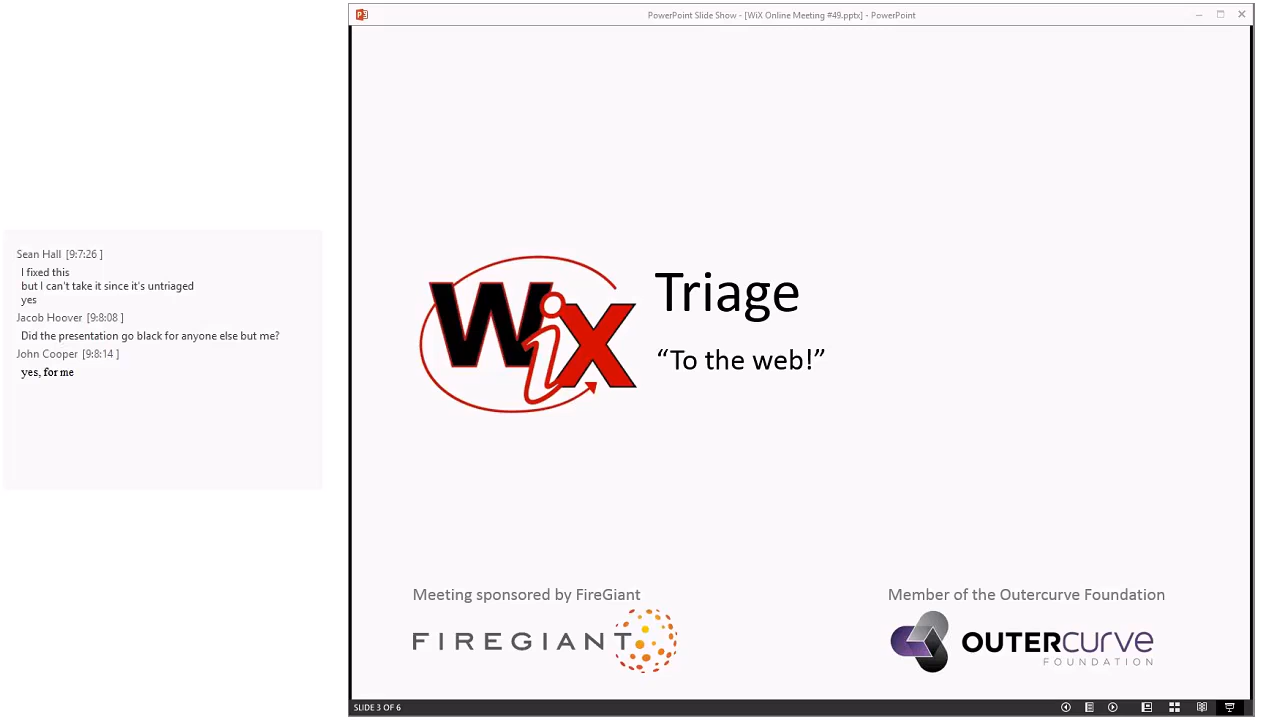 PowerPoint Slide Show - [WiX Online Meeting #49.pptx] - PowerPoint
Sean Hall [9:7:26 ]
I fixed this
but I can't take it since it's untriaged
yes
Jacob Hoover [9:8:08 ]
Did the presentation go black for anyone else but me?
John Cooper [9:8:14 ]
yes, for me
WiX
Triage
“To the web!”
Meeting sponsored by FireGiant
FIREGIANT
Member of the Outercurve Foundation
OUTERCURVE
FOUNDATION
SLIDE 3 OF 6